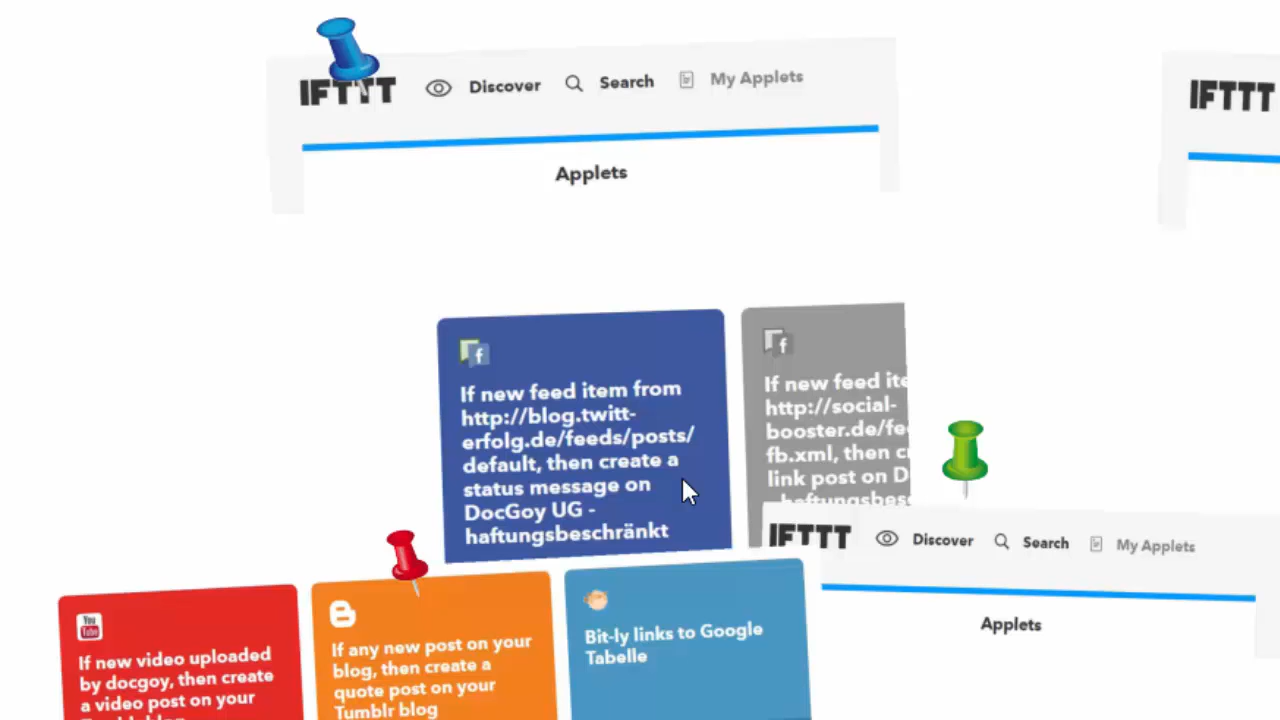 IFTTT Discover Search My Applets
IFTTT
Applets
If new feed item from
http://blog.twitt-
erfolg.de/feeds/posts/
default, then create a
status message on
DocGoy UG -
haftungsbeschränkt
If new feed
http://social-
booster.de/
fb.xml, then
link post on
IFTTT Discover Search My Applets
Applets
You
Tube
If new video uploaded
by docgoy, then create
a video post on your
If any new post on your
blog, then create a
quote post on your
Tumblr blog
Bit-ly links to Google
Tabelle